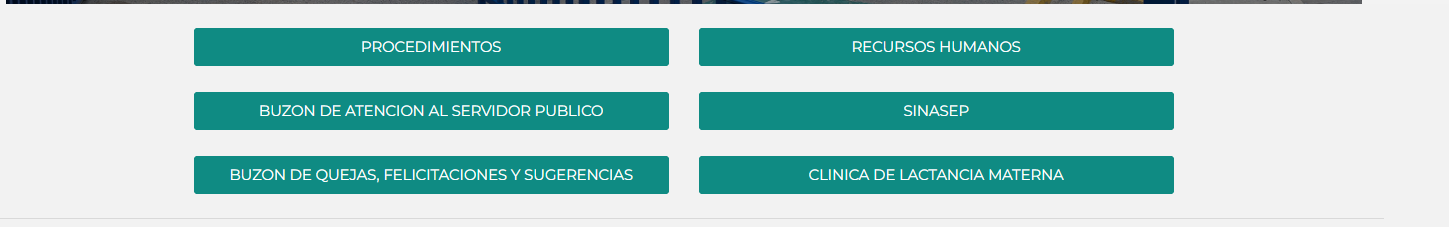 PROCEDIMIENTOS
RECURSOS HUMANOS
BUZON DE ATENCION AL SERVIDOR PUBLICO
SINASEP
BUZON DE QUEJAS, FELICITACIONES Y SUGERENCIAS
CLINICA DE LACTANCIA MATERNA